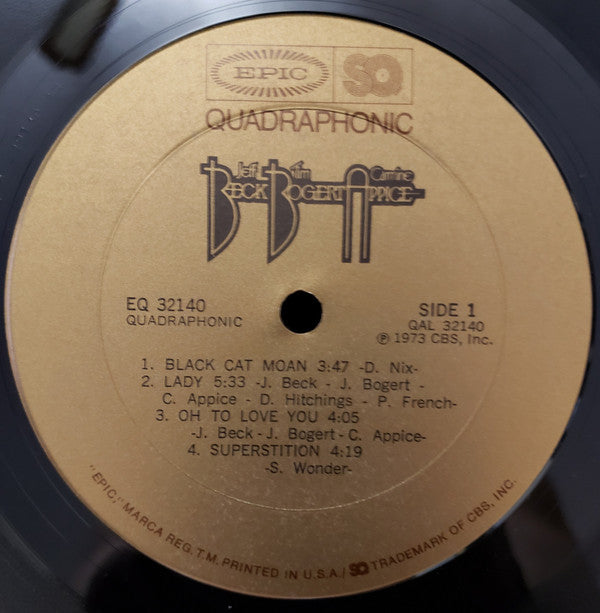 EPIC SQ
QUADRAPHONIC
Jeff Tim Carmine
BECK BOGERT APPICE
EQ 32140
QUADRAPHONIC
SIDE 1
QAL 32140
℗ 1973 CBS, Inc.
1. BLACK CAT MOAN 3:47 -D. Nix-
2. LADY 5:33 -J. Beck - J. Bogert -
C. Appice - D. Hitchings - P. French-
3. OH TO LOVE YOU 4:05
-J. Beck - J. Bogert - C. Appice-
4. SUPERSTITION 4:19
-S. Wonder-
"EPIC," MARCA REG. T.M. PRINTED IN U.S.A./ SQ TRADEMARK OF CBS, INC.